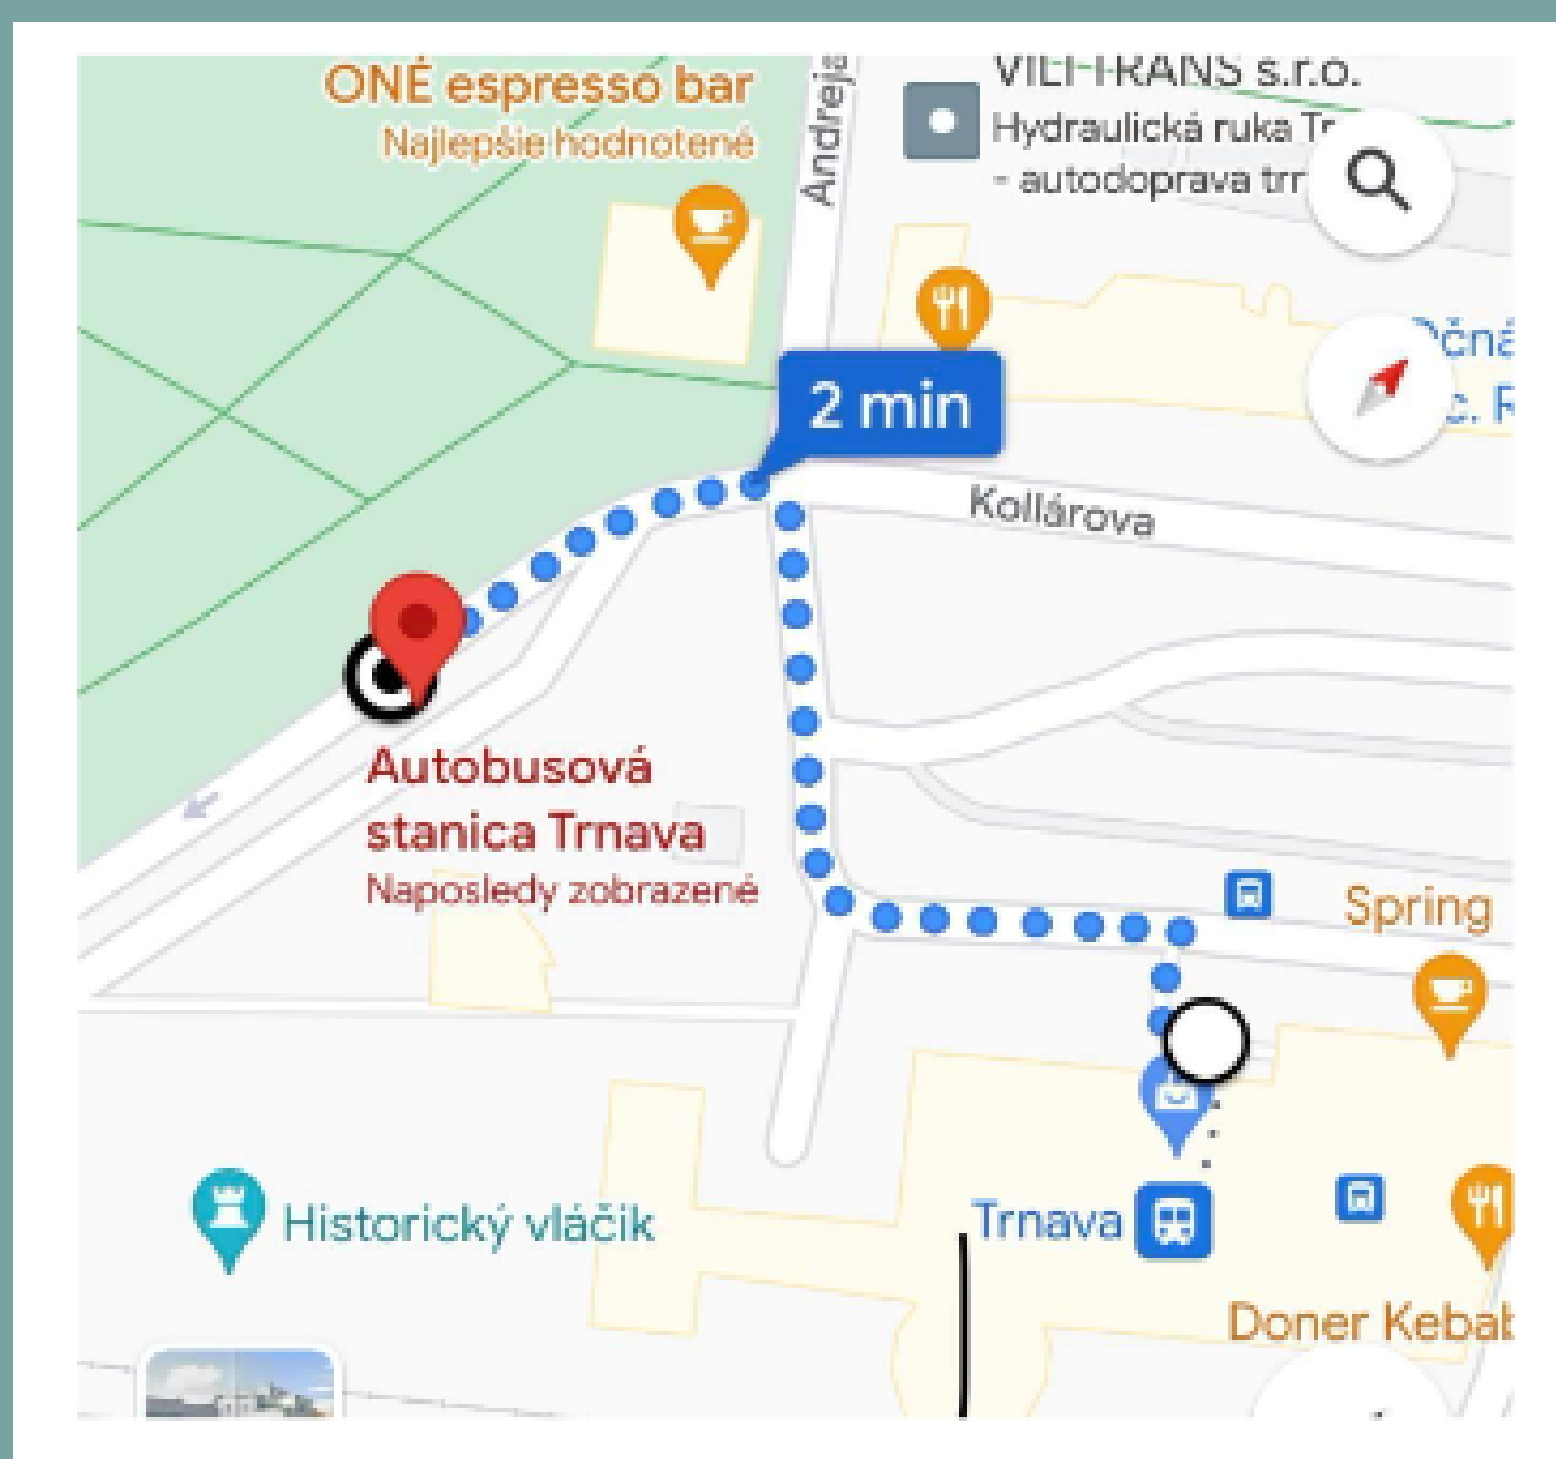 ONÉ espresso bar
Najlepšie hodnotené
Andreja
s.r.o.
Hydraulická ruka
- autodoprava
2 min
Kollárova
Autobusová
stanica Trnava
Naposledy zobrazené
Spring
Historický vláčik
Trnava
Doner Kebab